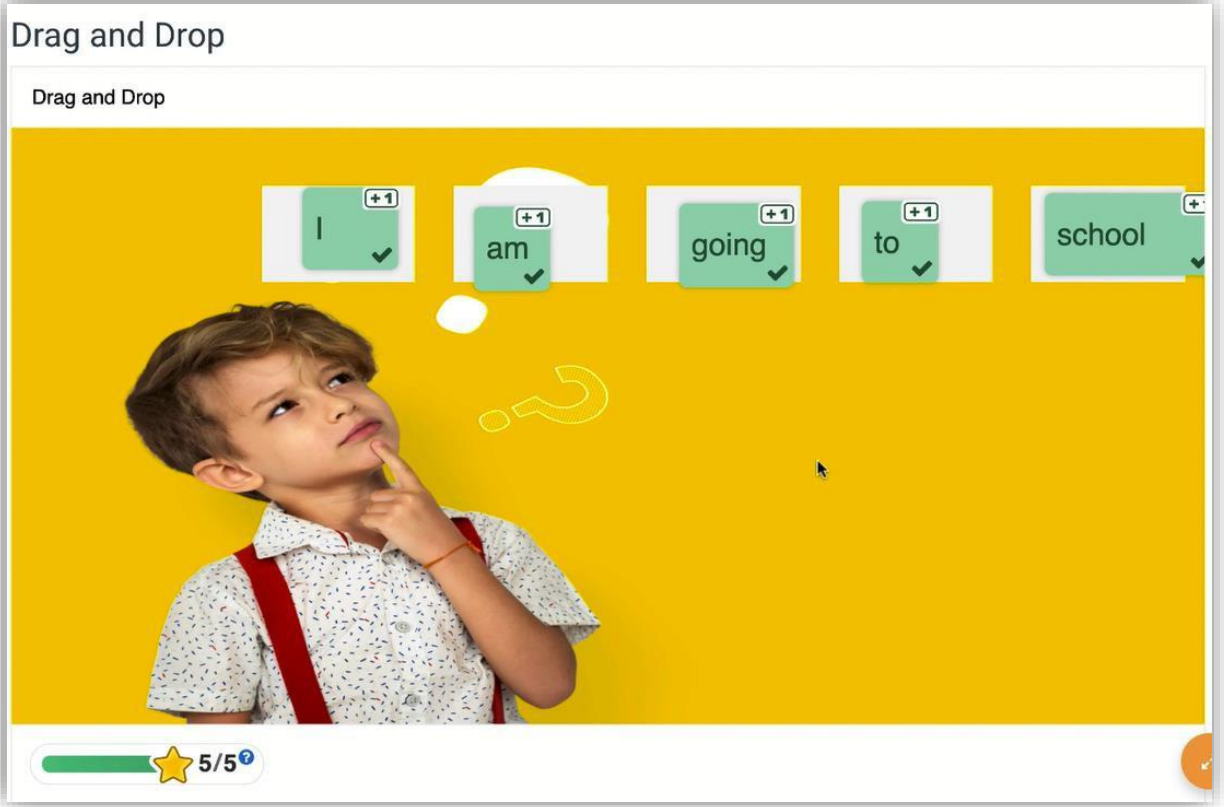 Drag and Drop
Drag and Drop
+1 +1 +1 +1
I am going to school
?
5/5 ?